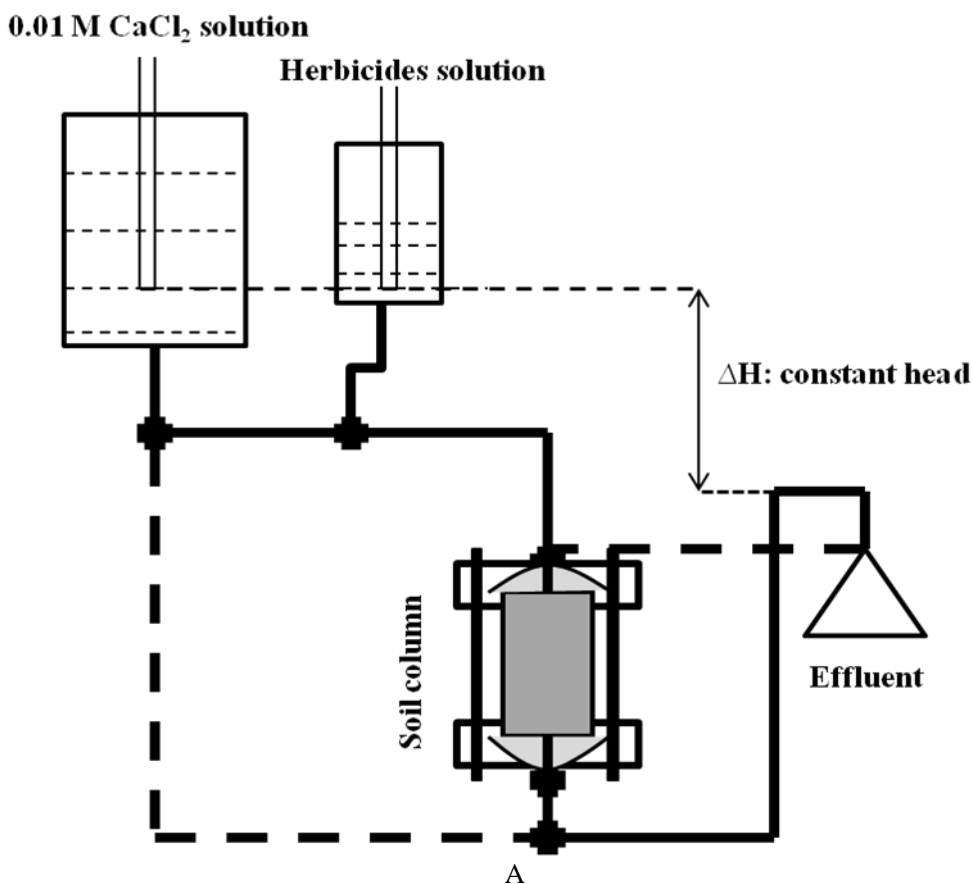 0.01 M CaCl₂ solution
Herbicides solution
ΔH: constant head
Soil column
Effluent
A